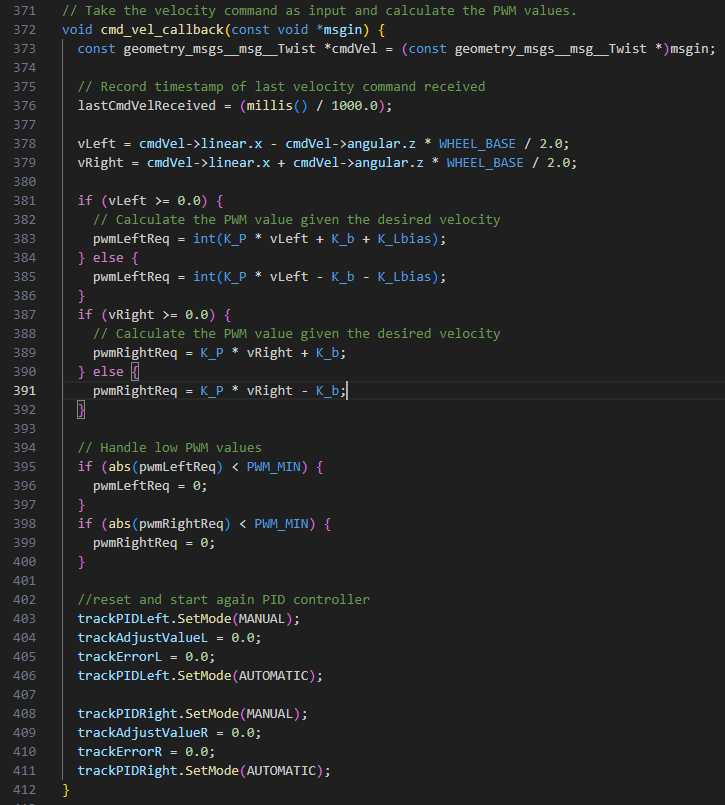 371 // Take the velocity command as input and calculate the PWM values.
372 void cmd_vel_callback(const void *msgin) {
373   const geometry_msgs__msg__Twist *cmdVel = (const geometry_msgs__msg__Twist *)msgin;
374
375   // Record timestamp of last velocity command received
376   lastCmdVelReceived = (millis() / 1000.0);
377
378   vLeft = cmdVel->linear.x - cmdVel->angular.z * WHEEL_BASE / 2.0;
379   vRight = cmdVel->linear.x + cmdVel->angular.z * WHEEL_BASE / 2.0;
380
381   if (vLeft >= 0.0) {
382     // Calculate the PWM value given the desired velocity
383     pwmLeftReq = int(K_P * vLeft + K_b + K_Lbias);
384   } else {
385     pwmLeftReq = int(K_P * vLeft - K_b - K_Lbias);
386   }
387   if (vRight >= 0.0) {
388     // Calculate the PWM value given the desired velocity
389     pwmRightReq = K_P * vRight + K_b;
390   } else {
391     pwmRightReq = K_P * vRight - K_b;
392   }
393
394   // Handle low PWM values
395   if (abs(pwmLeftReq) < PWM_MIN) {
396     pwmLeftReq = 0;
397   }
398   if (abs(pwmRightReq) < PWM_MIN) {
399     pwmRightReq = 0;
400   }
401
402   //reset and start again PID controller
403   trackPIDLeft.SetMode(MANUAL);
404   trackAdjustValueL = 0.0;
405   trackErrorL = 0.0;
406   trackPIDLeft.SetMode(AUTOMATIC);
407
408   trackPIDRight.SetMode(MANUAL);
409   trackAdjustValueR = 0.0;
410   trackErrorR = 0.0;
411   trackPIDRight.SetMode(AUTOMATIC);
412 }